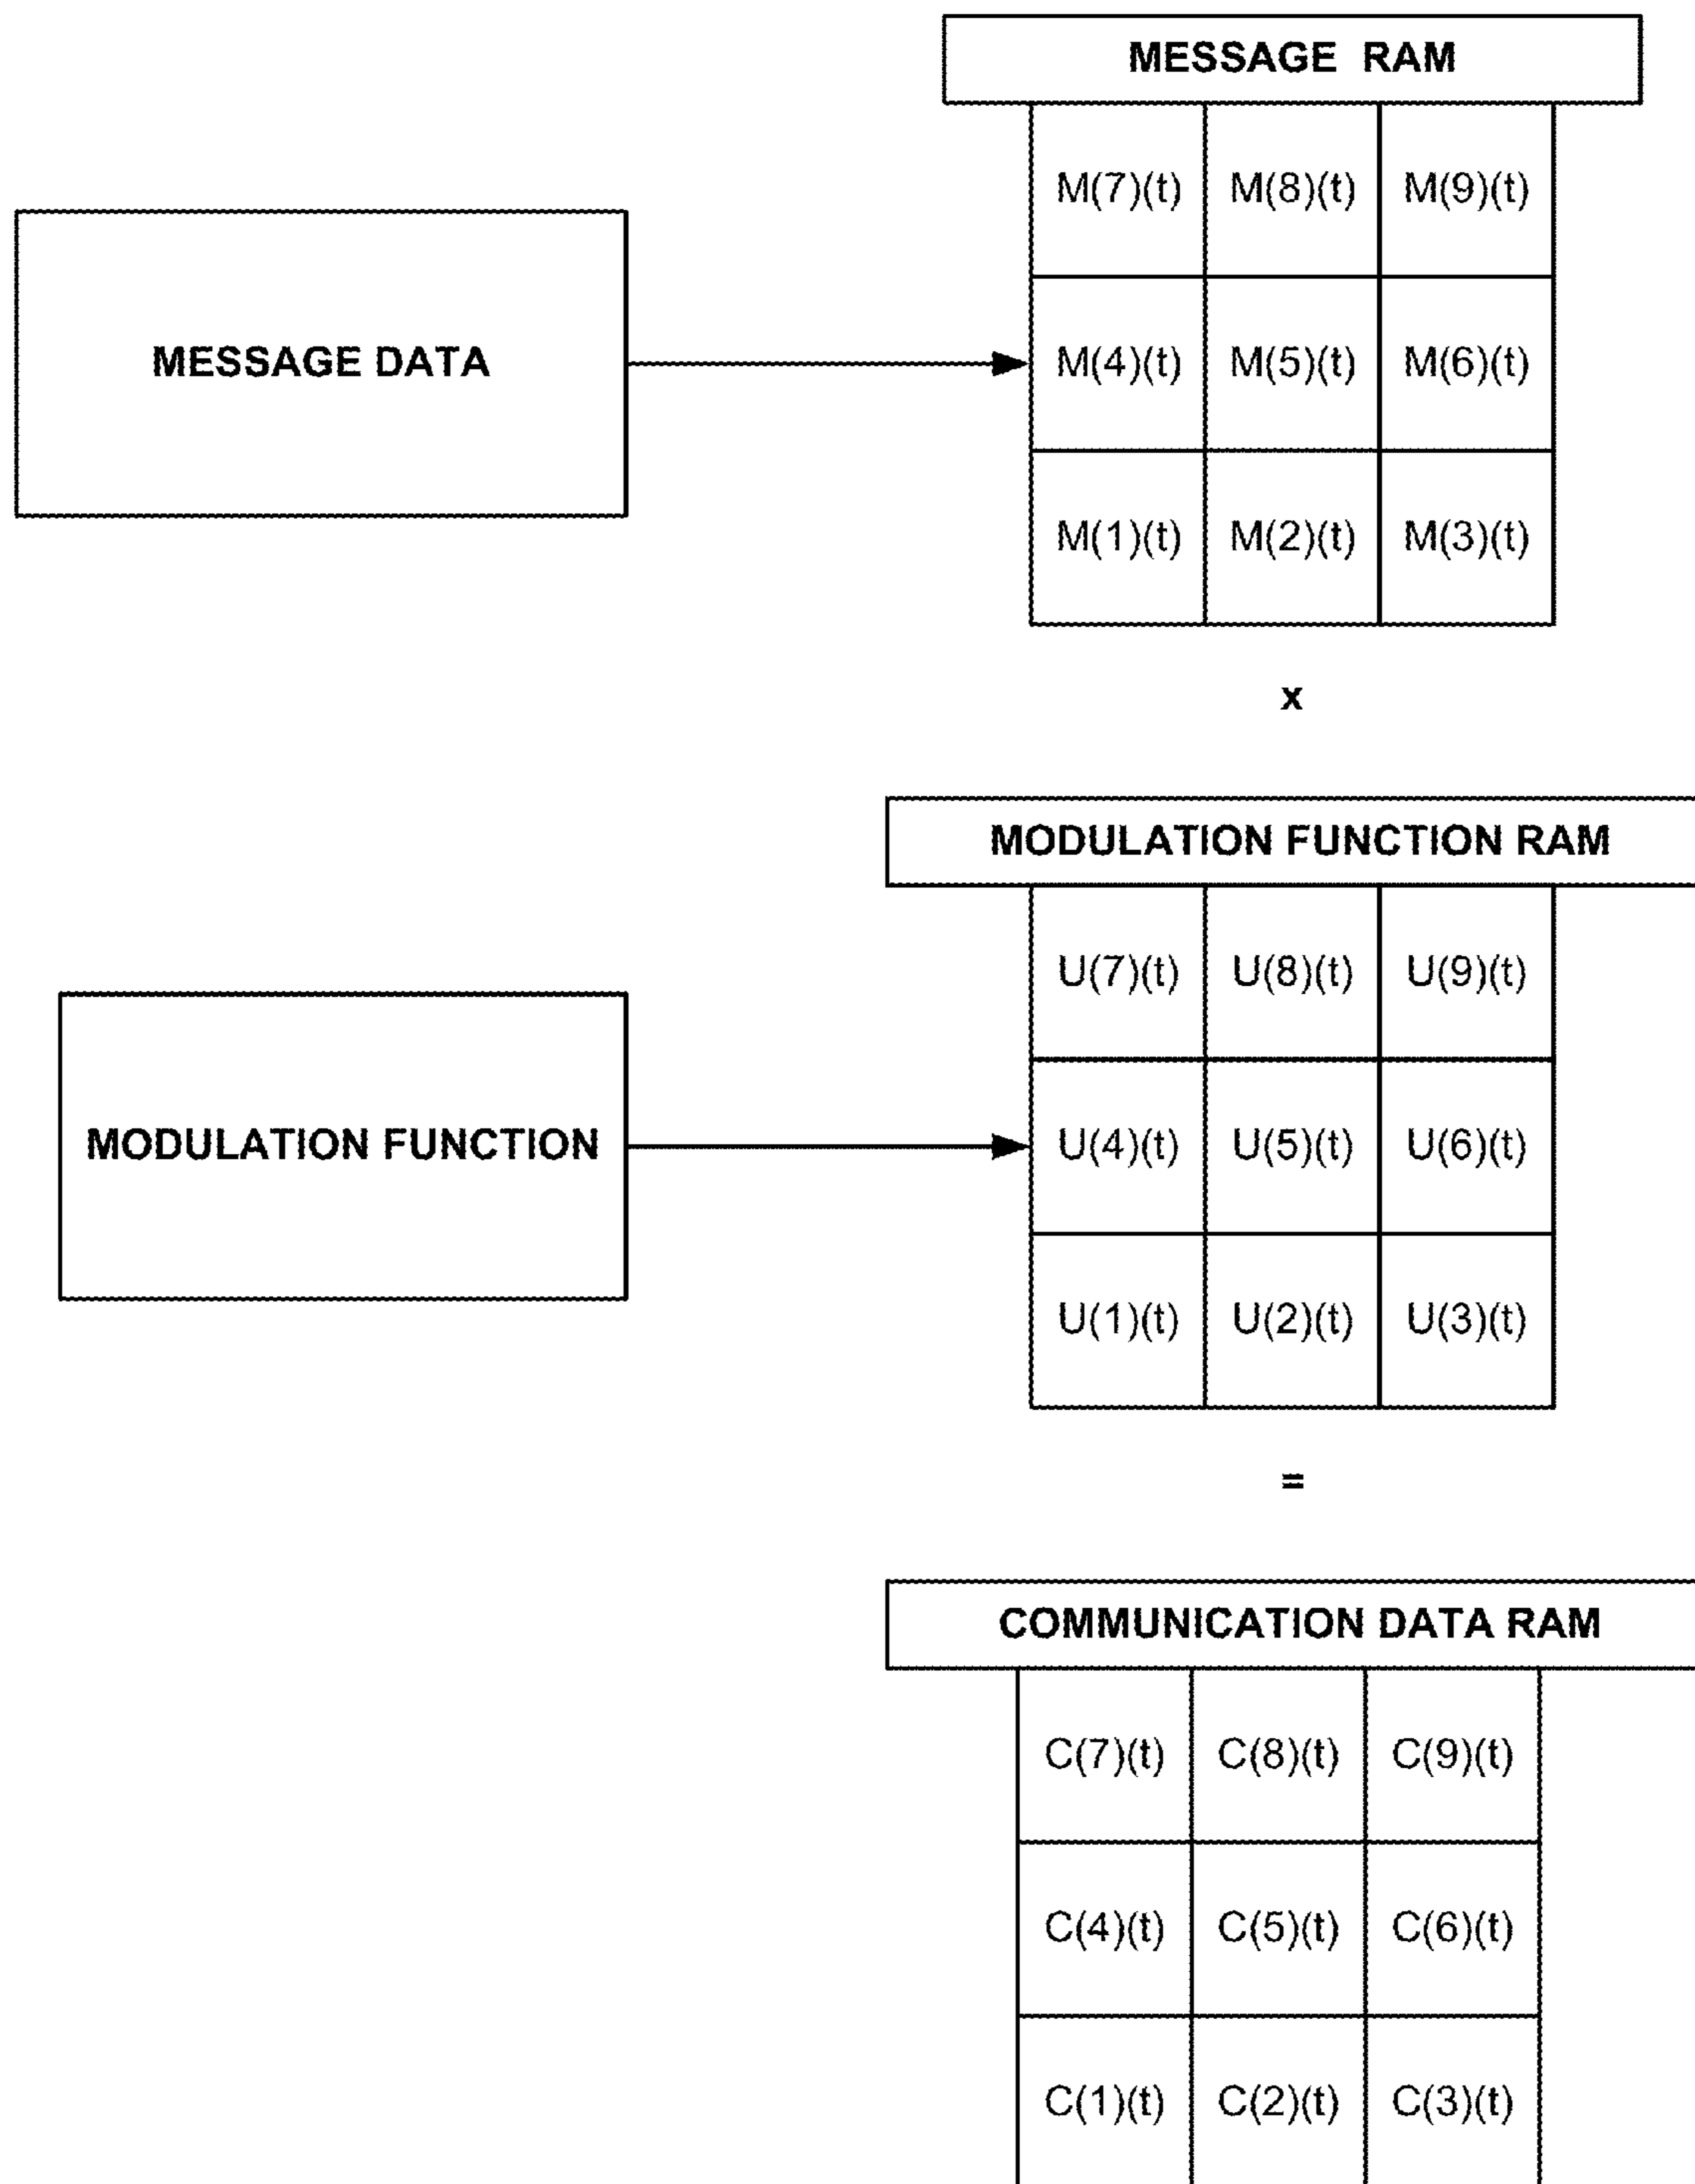 MESSAGE RAM
M(7)(t) M(8)(t) M(9)(t)
MESSAGE DATA
M(4)(t) M(5)(t) M(6)(t)
M(1)(t) M(2)(t) M(3)(t)
x
MODULATION FUNCTION RAM
U(7)(t) U(8)(t) U(9)(t)
MODULATION FUNCTION
U(4)(t) U(5)(t) U(6)(t)
U(1)(t) U(2)(t) U(3)(t)
=
COMMUNICATION DATA RAM
C(7)(t) C(8)(t) C(9)(t)
C(4)(t) C(5)(t) C(6)(t)
C(1)(t) C(2)(t) C(3)(t)